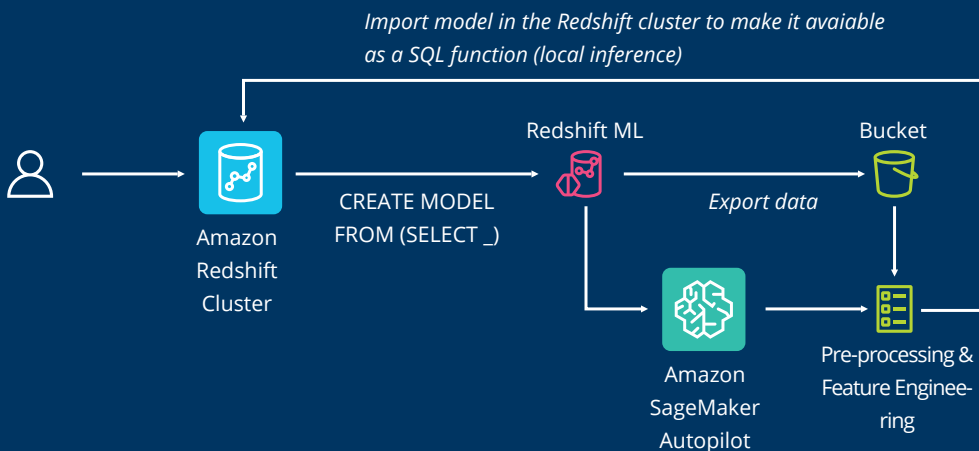 Import model in the Redshift cluster to make it avaiable
as a SQL function (local inference)
Redshift ML
Bucket
CREATE MODEL
FROM (SELECT _)
Export data
Amazon
Redshift
Cluster
Amazon
SageMaker
Autopilot
Pre-processing &
Feature Enginee-
ring